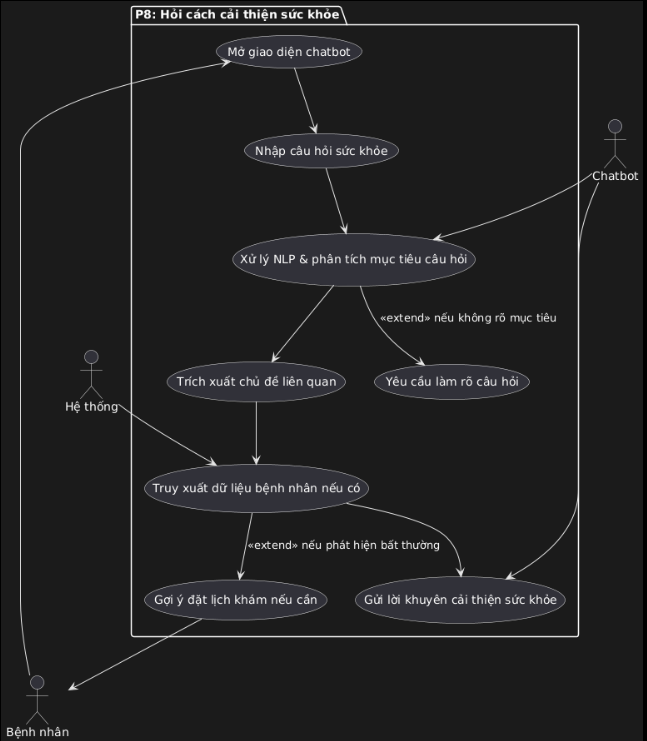 P8: Hỏi cách cải thiện sức khỏe
Mở giao diện chatbot
Nhập câu hỏi sức khỏe
Chatbot
Xử lý NLP & phân tích mục tiêu câu hỏi
«extend» nếu không rõ mục tiêu
Trích xuất chủ đề liên quan
Yêu cầu làm rõ câu hỏi
Hệ thống
Truy xuất dữ liệu bệnh nhân nếu có
«extend» nếu phát hiện bất thường
Gợi ý đặt lịch khám nếu cần
Gửi lời khuyên cải thiện sức khỏe
Bệnh nhân